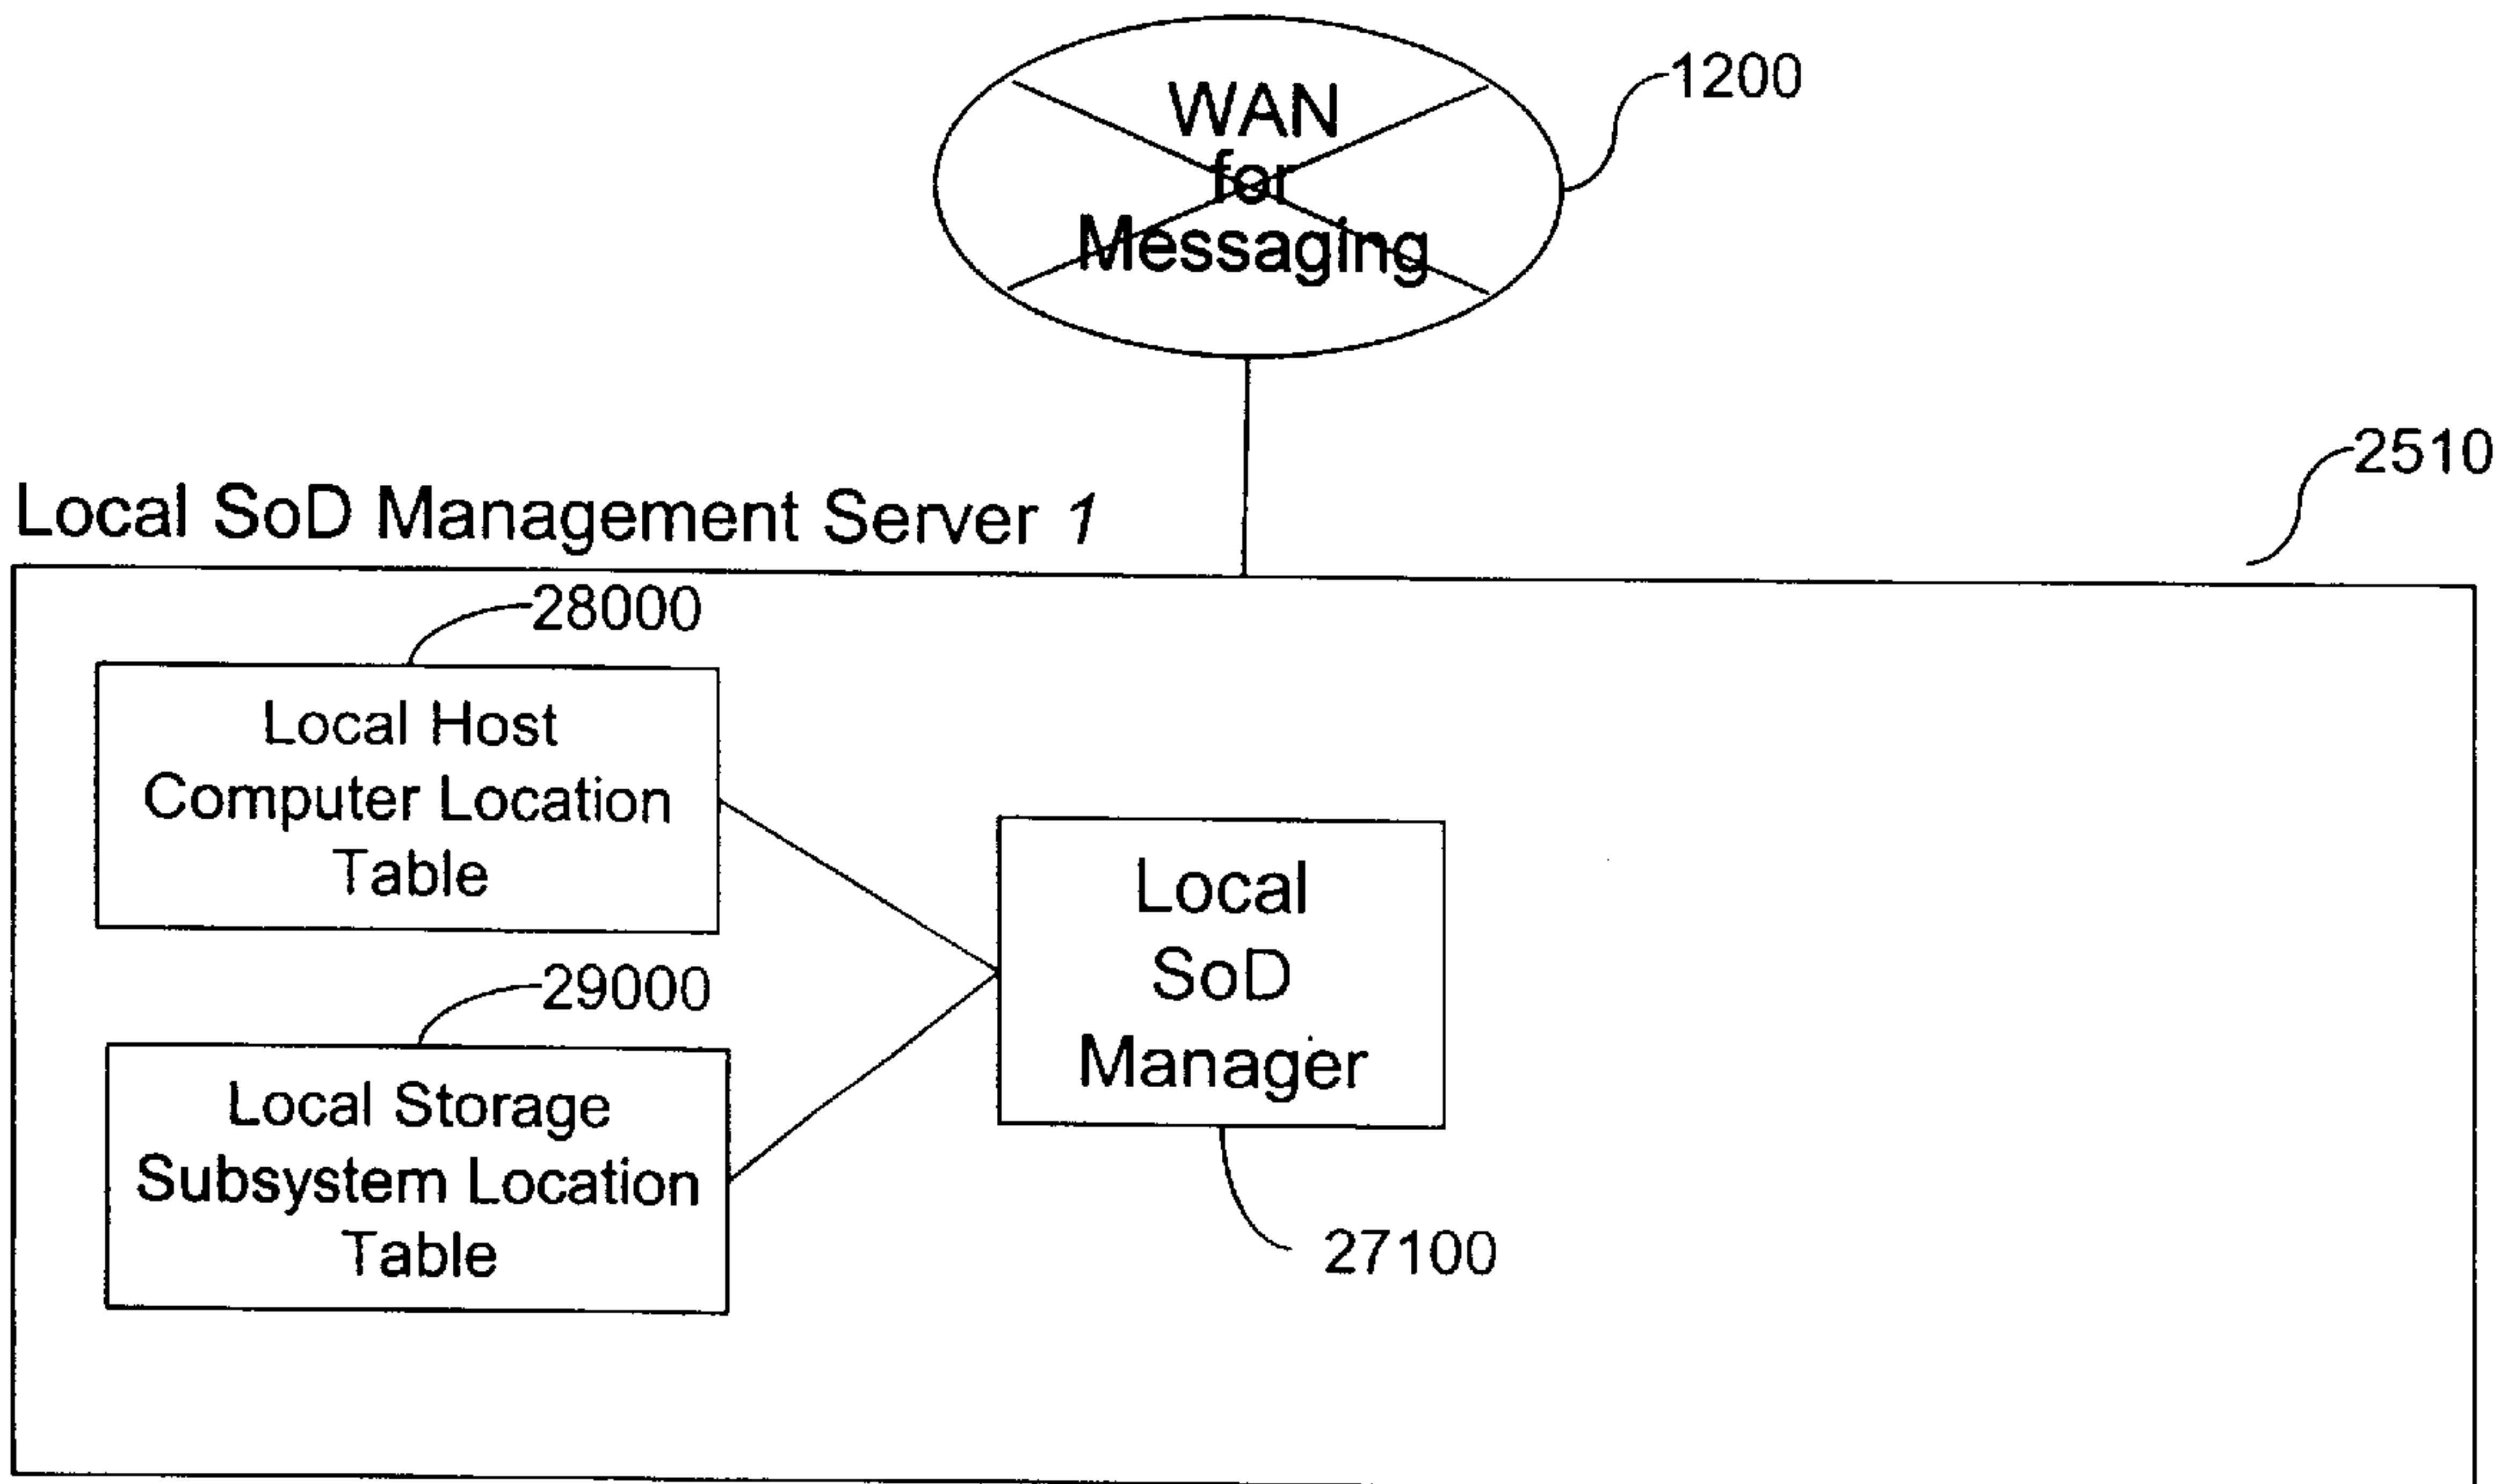 WAN
for
Messaging
1200
2510
Local SoD Management Server 1
28000
Local Host
Computer Location
Table
29000
Local Storage
Subsystem Location
Table
Local
SoD
Manager
27100